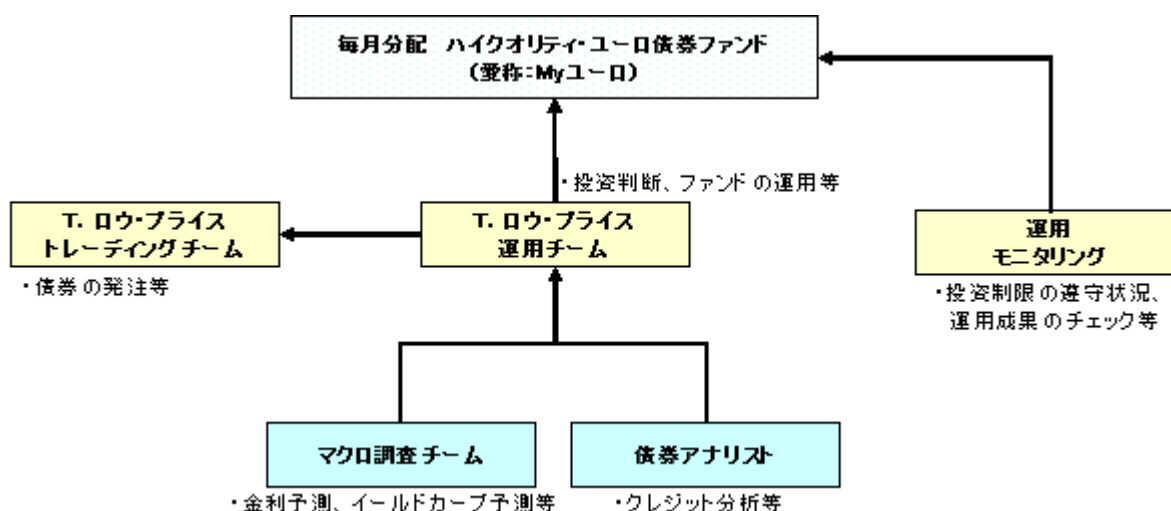 毎月分配 ハイクオリティ・ユーロ債券ファンド
（愛称：Myユーロ）
・投資判断、ファンドの運用等
T. ロウ・プライス
トレーディングチーム
T. ロウ・プライス
運用チーム
運用
モニタリング
・債券の発注等
・投資制限の遵守状況、
運用成果のチェック等
マクロ調査チーム
債券アナリスト
・金利予測、イールドカーブ予測等
・クレジット分析等